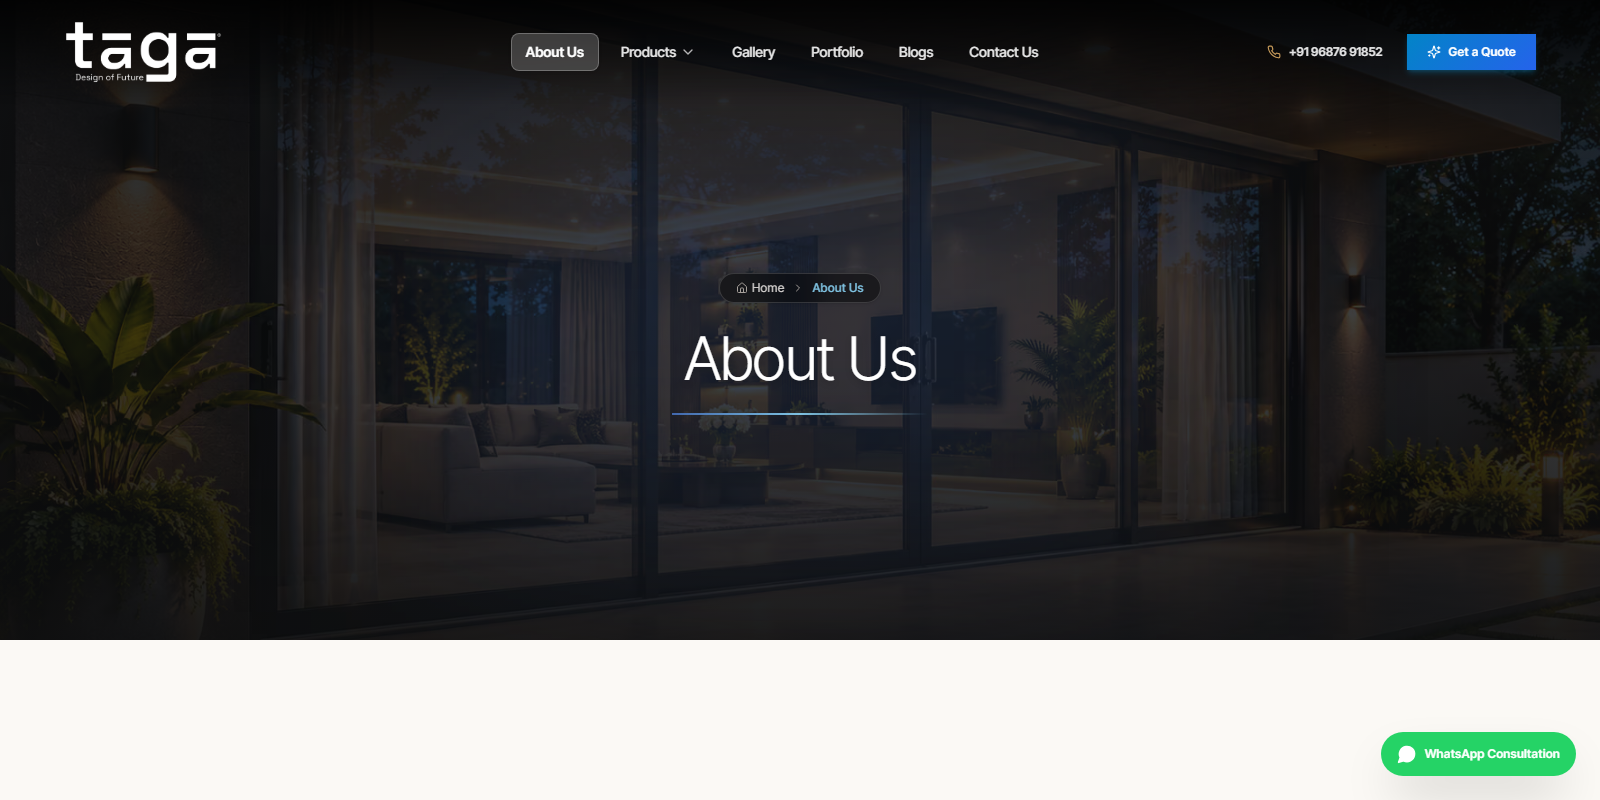 taga
Design of Future
About Us
Products
Gallery
Portfolio
Blogs
Contact Us
+91 96876 91852
Get a Quote
Home
About Us
About Us
WhatsApp Consultation